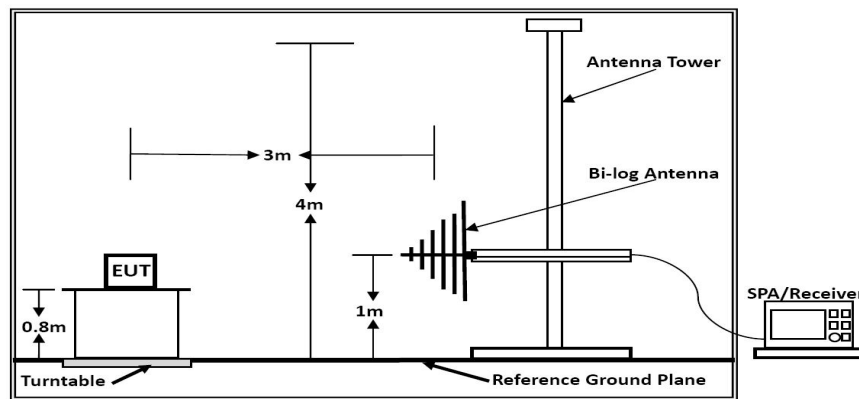 Antenna Tower
3m
Bi-log Antenna
4m
EUT
SPA/Receiver
0.8m
1m
Turntable
Reference Ground Plane